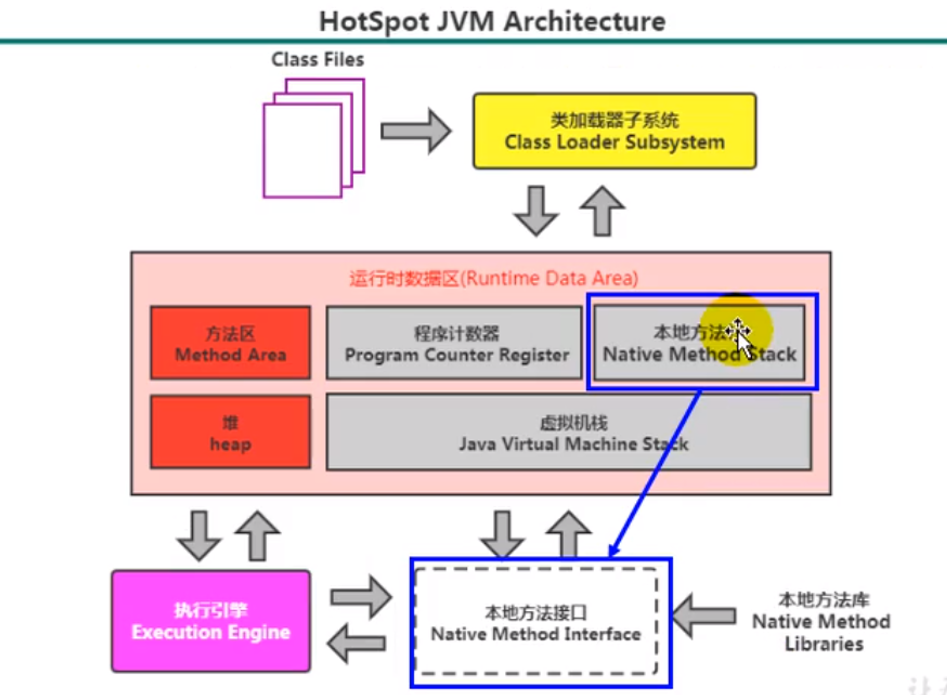 HotSpot JVM Architecture
Class Files
类加载器子系统
Class Loader Subsystem
运行时数据区(Runtime Data Area)
方法区
Method Area
程序计数器
Program Counter Register
本地方法
Native Method Stack
堆
heap
虚拟机栈
Java Virtual Machine Stack
执行引擎
Execution Engine
本地方法接口
Native Method Interface
本地方法库
Native Method
Libraries